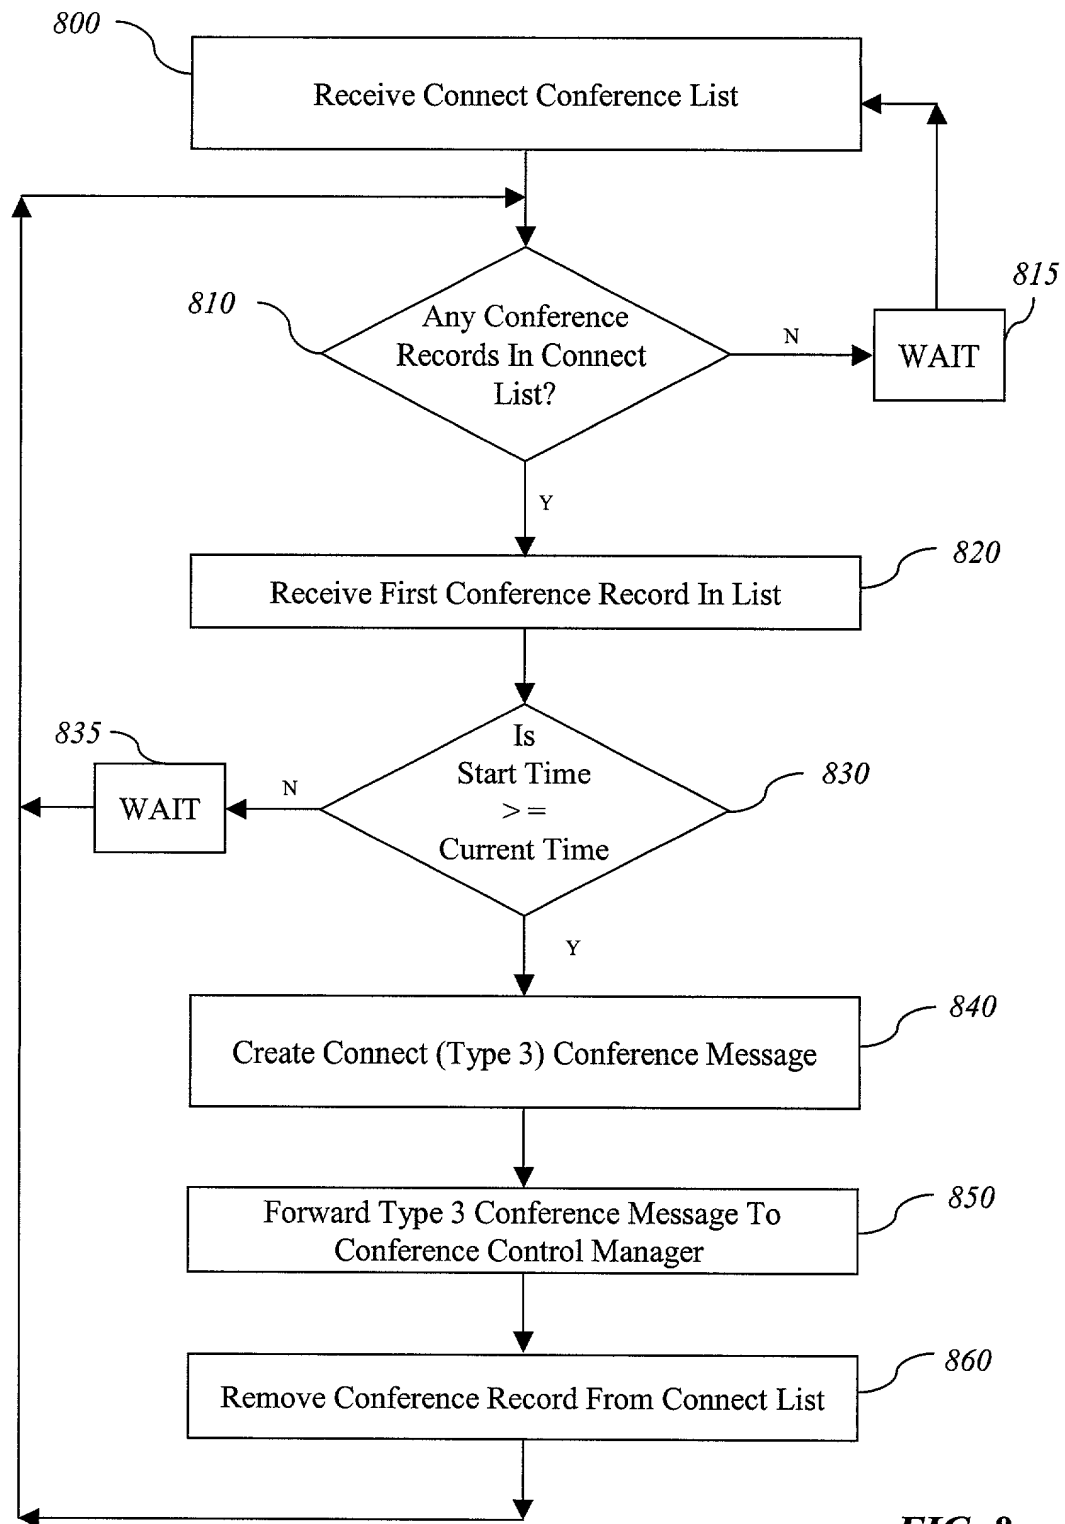 800
Receive Connect Conference List
810
Any Conference
Records In Connect
List?
N
815
WAIT
Y
820
Receive First Conference Record In List
835
WAIT
N
Is
Start Time
>=
Current Time
830
Y
840
Create Connect (Type 3) Conference Message
850
Forward Type 3 Conference Message To
Conference Control Manager
860
Remove Conference Record From Connect List
FIG. 8